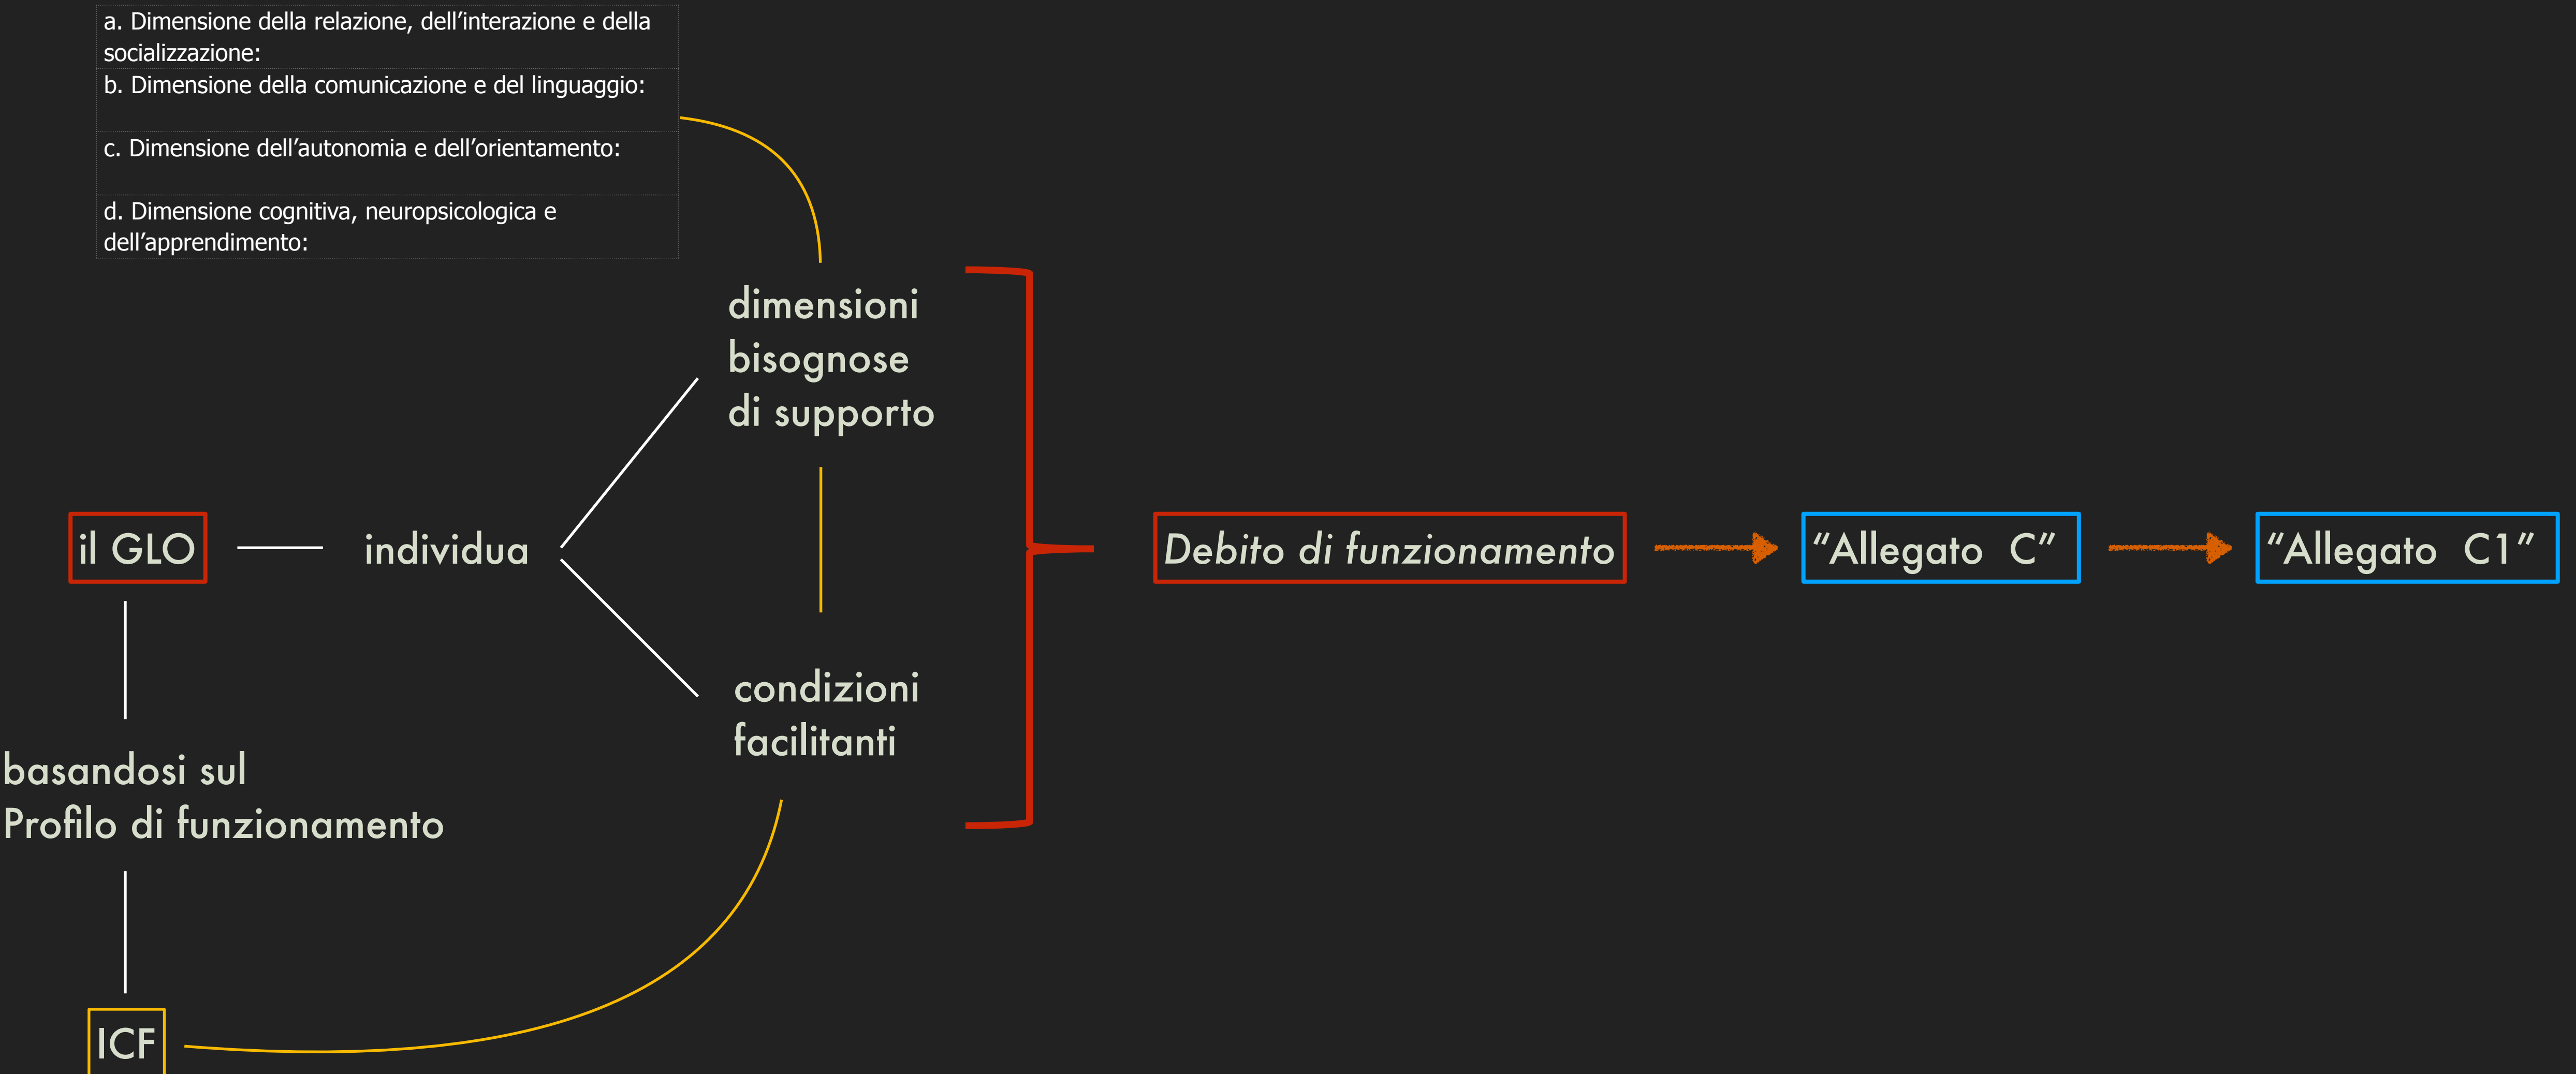 a. Dimensione della relazione, dell’interazione e della
socializzazione:
b. Dimensione della comunicazione e del linguaggio:
c. Dimensione dell’autonomia e dell’orientamento:
d. Dimensione cognitiva, neuropsicologica e
dell’apprendimento:
dimensioni
bisognose
di supporto
il GLO
individua
Debito di funzionamento
“Allegato C”
“Allegato C1”
condizioni
facilitanti
basandosi sul
Profilo di funzionamento
ICF